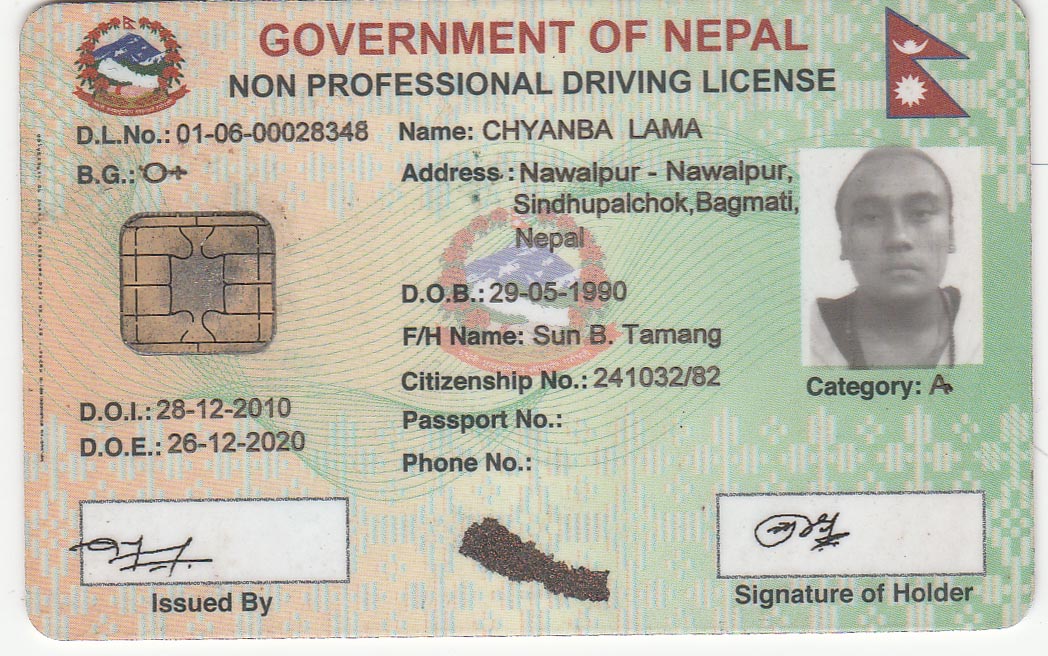 GOVERNMENT OF NEPAL
NON PROFESSIONAL DRIVING LICENSE
D.L.No.: 01-06-00028348
Name: CHYANBA LAMA
B.G.: O+
Address : Nawalpur - Nawalpur,
Sindhupalchok,Bagmati,
Nepal
D.O.B.: 29-05-1990
F/H Name: Sun B. Tamang
Citizenship No.: 241032/82
Category: A
D.O.I.: 28-12-2010
Passport No.:
D.O.E.: 26-12-2020
Phone No.:
Issued By
Signature of Holder